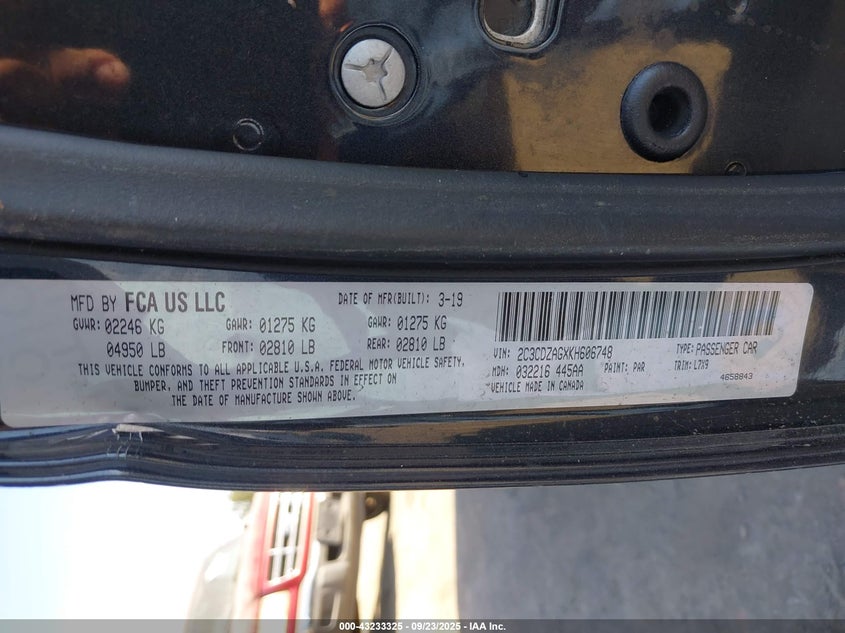 MFD BY FCA US LLC
DATE OF MFR(BUILT): 3-19
GVWR: 02246 KG GAWR: 01275 KG GAWR: 01275 KG
04950 LB FRONT: 02810 LB REAR: 02810 LB
THIS VEHICLE CONFORMS TO ALL APPLICABLE U.S.A. FEDERAL MOTOR VEHICLE SAFETY,
BUMPER, AND THEFT PREVENTION STANDARDS IN EFFECT ON
THE DATE OF MANUFACTURE SHOWN ABOVE.
VIN: 2C3CDZAGXKH606748 TYPE: PASSENGER CAR
MDH: 032216 445AA PAINT: PAR TRIM: L7X9
VEHICLE MADE IN CANADA 4658843
000-43233325 - 09/23/2025 - IAA Inc.